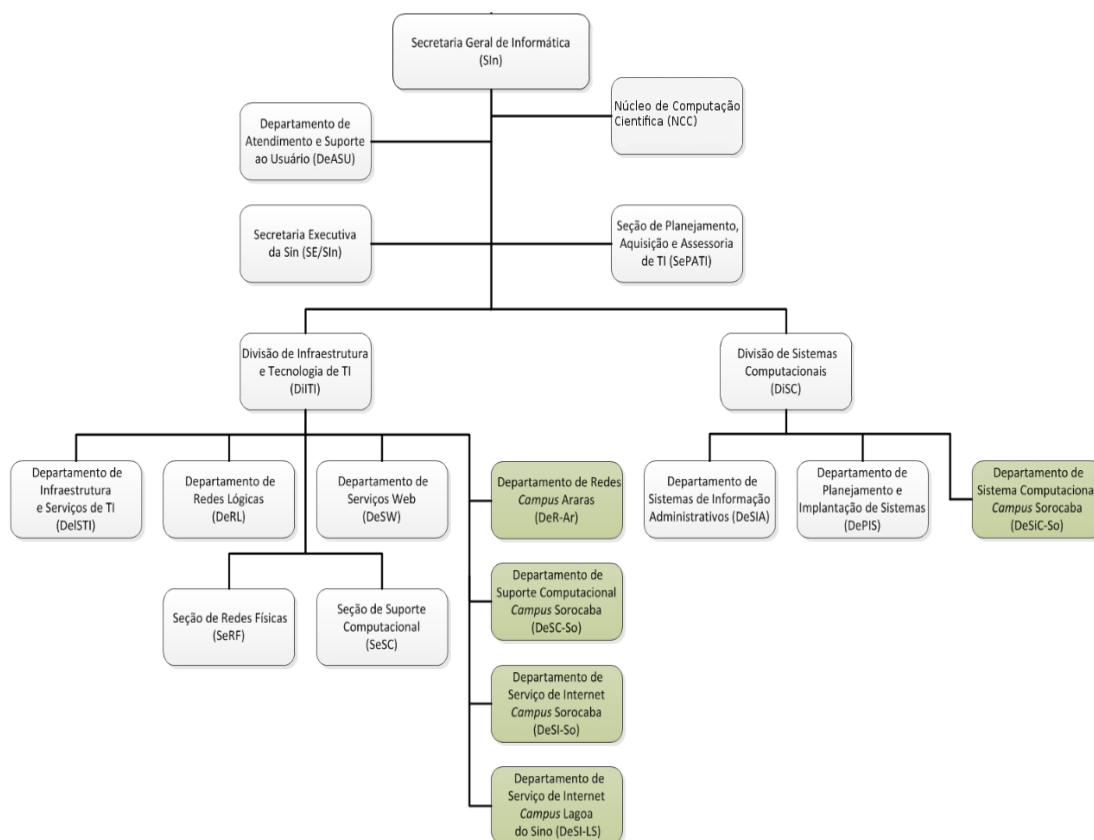 Secretaria Geral de Informática
(SIn)
Núcleo de Computação
Científica (NCC)
Departamento de
Atendimento e Suporte
ao Usuário (DeASU)
Secretaria Executiva
da Sin (SE/SIn)
Seção de Planejamento,
Aquisição e Assessoria
de TI (SePATI)
Divisão de Infraestrutura
e Tecnologia de TI
(DiITI)
Divisão de Sistemas
Computacionais
(DiSC)
Departamento de
Infraestrutura
e Serviços de TI
(DeISTI)
Departamento de
Redes Lógicas
(DeRL)
Departamento de
Serviços Web
(DeSW)
Departamento de Redes
Campus Araras
(DeR-Ar)
Departamento de
Sistemas de Informação
Administrativos (DeSIA)
Departamento de
Planejamento e
Implantação de Sistemas
(DePIS)
Departamento de
Sistema Computaciona
Campus Sorocaba
(DeSiC-So)
Seção de Redes Físicas
(SeRF)
Seção de Suporte
Computacional
(SeSC)
Departamento de
Suporte Computacional
Campus Sorocaba
(DeSC-So)
Departamento de
Serviço de Internet
Campus Sorocaba
(DeSI-So)
Departamento de
Serviço de Internet
Campus Lagoa
do Sino (DeSI-LS)